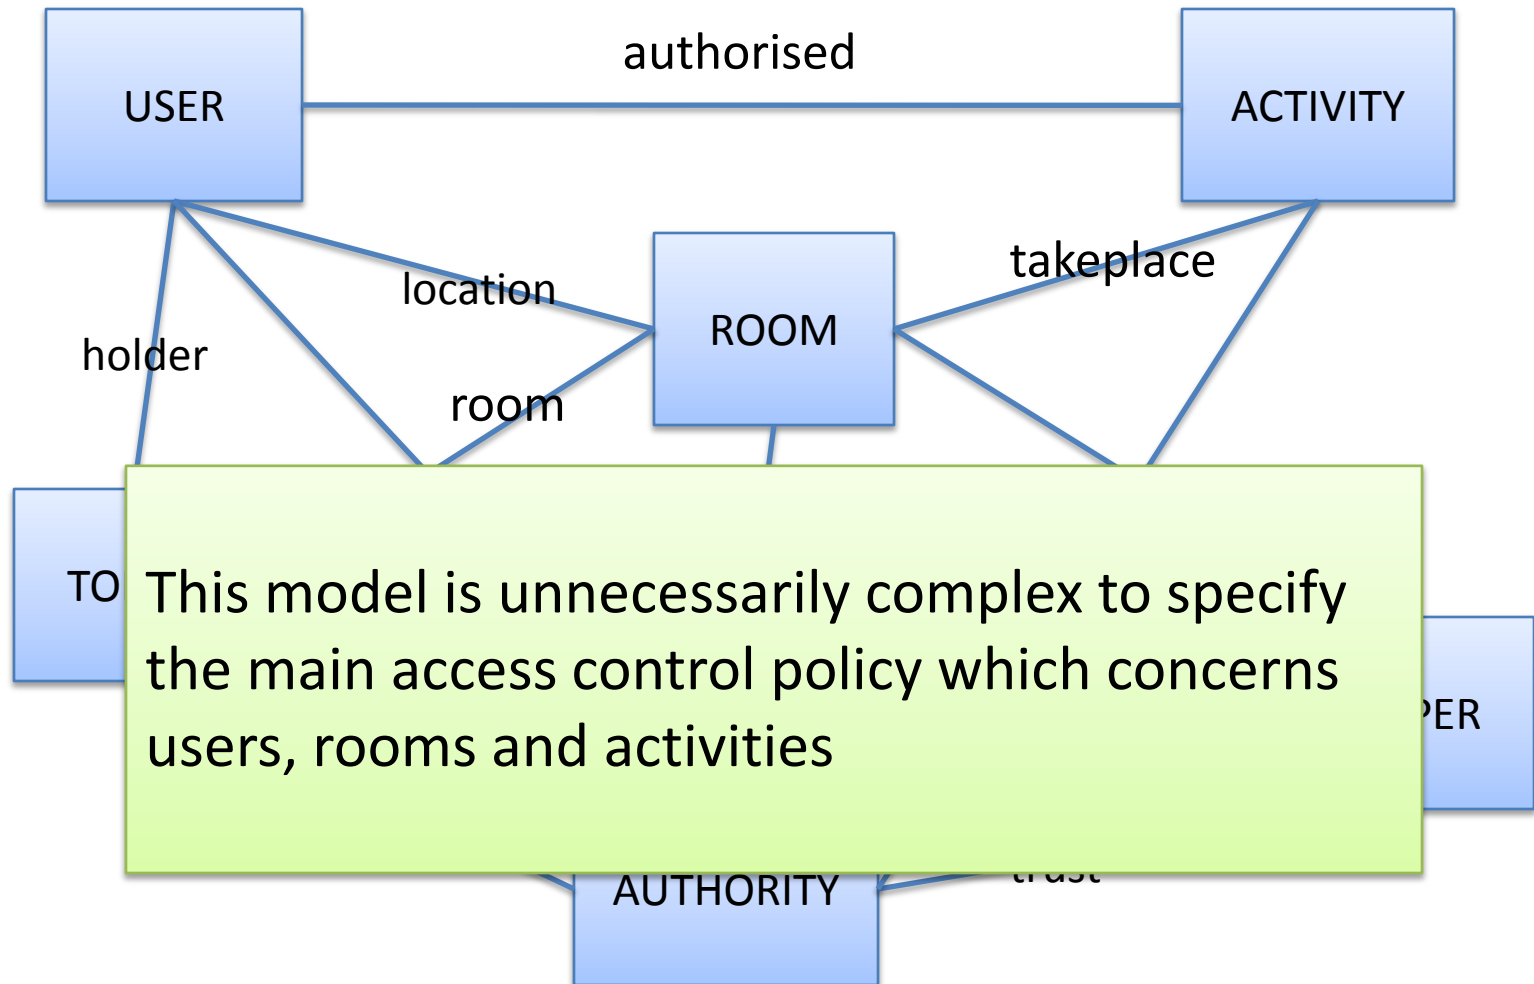 authorised
USER
ACTIVITY
takeplace
location
ROOM
holder
room
TO
This model is unnecessarily complex to specify
the main access control policy which concerns
users, rooms and activities
PER
trust
AUTHORITY